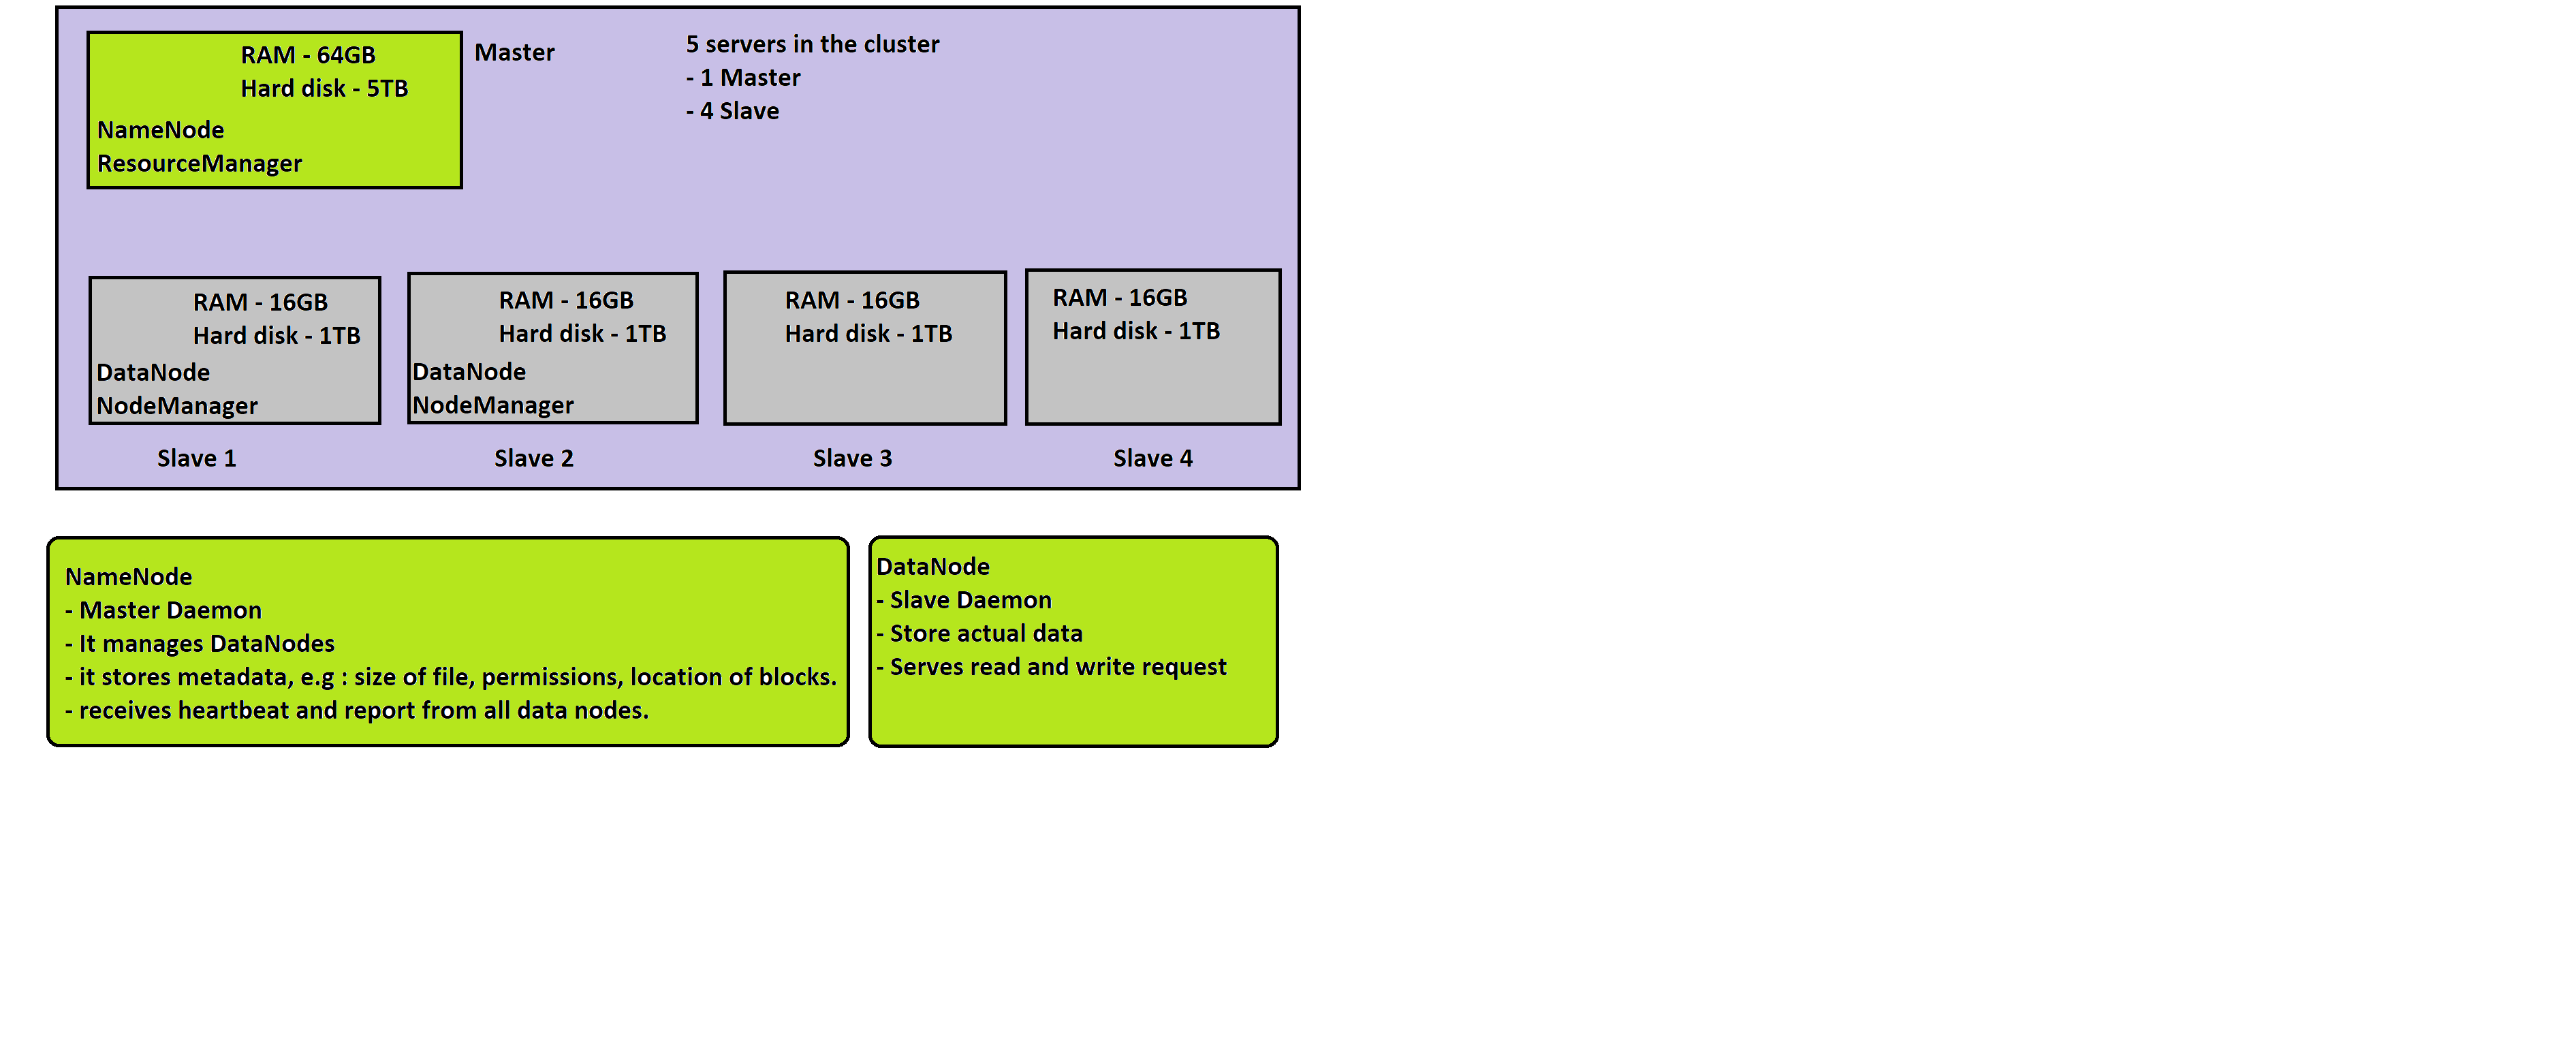 RAM - 64GB
Hard disk - 5TB
NameNode
ResourceManager
Master
5 servers in the cluster
- 1 Master
- 4 Slave
RAM - 16GB
Hard disk - 1TB
DataNode
NodeManager
Slave 1
RAM - 16GB
Hard disk - 1TB
DataNode
NodeManager
Slave 2
RAM - 16GB
Hard disk - 1TB
Slave 3
RAM - 16GB
Hard disk - 1TB
Slave 4
NameNode
- Master Daemon
- It manages DataNodes
- it stores metadata, e.g : size of file, permissions, location of blocks.
- receives heartbeat and report from all data nodes.
DataNode
- Slave Daemon
- Store actual data
- Serves read and write request